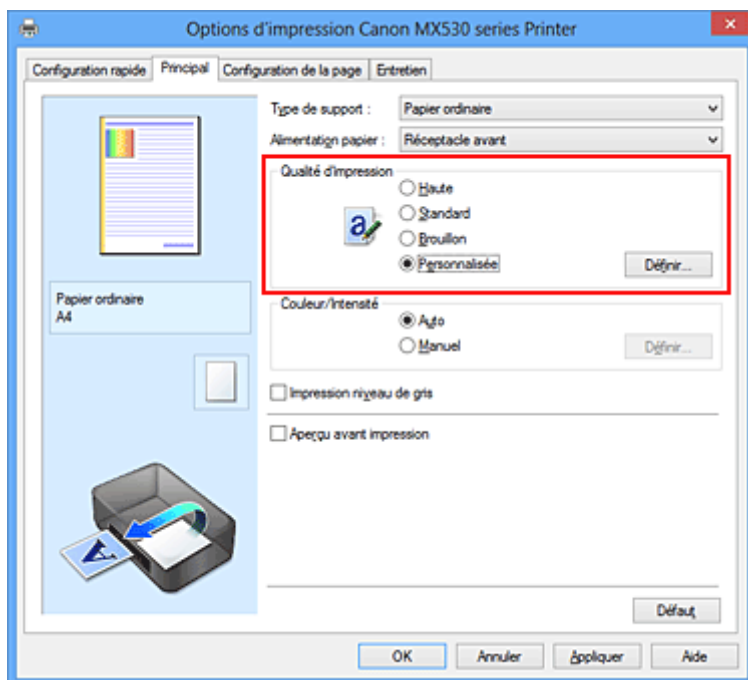 Options d'impression Canon MX530 series Printer
Configuration rapide Principal Configuration de la page Entretien
Type de support : Papier ordinaire
Alimentation papier : Réceptacle avant
Qualité d'impression
Haute
Standard
a
Brouillon
Personnalisée Définir...
Papier ordinaire
A4
Couleur/Intensité
Auto
Manuel Définir...
Impression niveau de gris
Aperçu avant impression
A
Défaut
OK Annuler Appliquer Aide